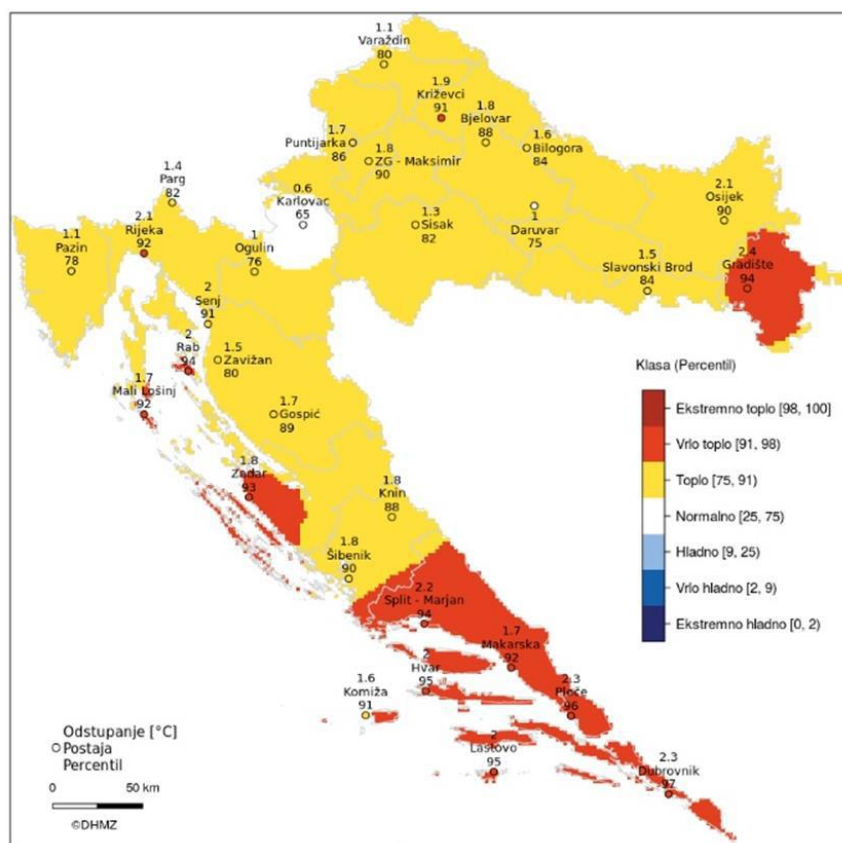 1.1
Varaždin
80
1.9
Križevci
91
1.8
Bjelovar
88
1.7
Puntijarka
86
1.8
ZG - Maksimir
90
1.6
Bilogora
84
1.4
Parg
82
0.6
Karlovac
65
2.1
Osijek
90
2.1
Rijeka
92
1.1
Pazin
78
1
Ogulin
76
1.3
Sisak
82
1
Daruvar
75
1.5
Slavonski Brod
84
2.4
Gradište
94
2
Senj
91
2
Rab
94
1.5
Zavižan
80
1.7
Mali Lošinj
92
1.7
Gospić
89
1.8
Zadar
93
1.8
Knin
88
1.8
Šibenik
90
2.2
Split - Marjan
94
1.7
Makarska
92
2
Hvar
95
1.6
Komiža
91
2.3
Ploče
96
2
Lastovo
95
2.3
Dubrovnik
97
Klasa (Percentil)
Ekstremno toplo [98, 100]
Vrlo toplo [91, 98)
Toplo [75, 91)
Normalno [25, 75)
Hladno [9, 25)
Vrlo hladno [2, 9)
Ekstremno hladno [0, 2)
Odstupanje [°C]
Postaja
Percentil
0 50 km
©DHMZ